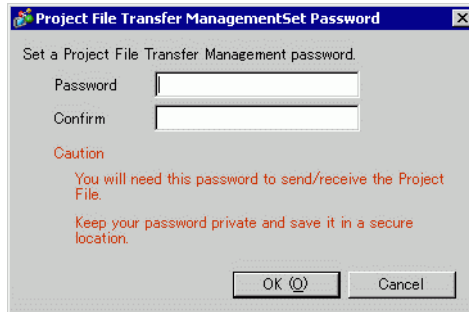 Project File Transfer ManagementSet Password
Set a Project File Transfer Management password.
Password
Confirm
Caution
You will need this password to send/receive the Project
File.
Keep your password private and save it in a secure
location.
OK (O)
Cancel